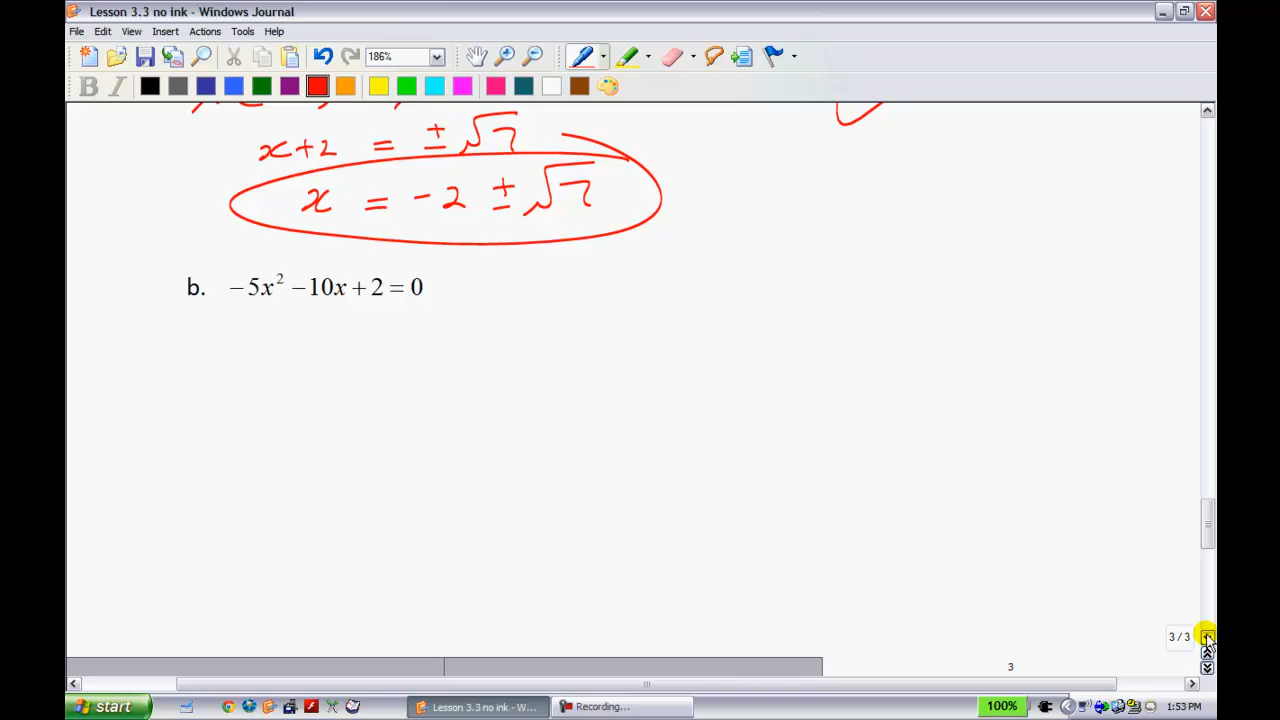 Lesson 3.3 no ink - Windows Journal
File Edit View Insert Actions Tools Help
186%
B I
x+2 = ±√7
x = -2 ± √7
b. −5x² −10x + 2 = 0
3 / 3
3
start Lesson 3.3 no ink - W... Recording... 100% 1:53 PM